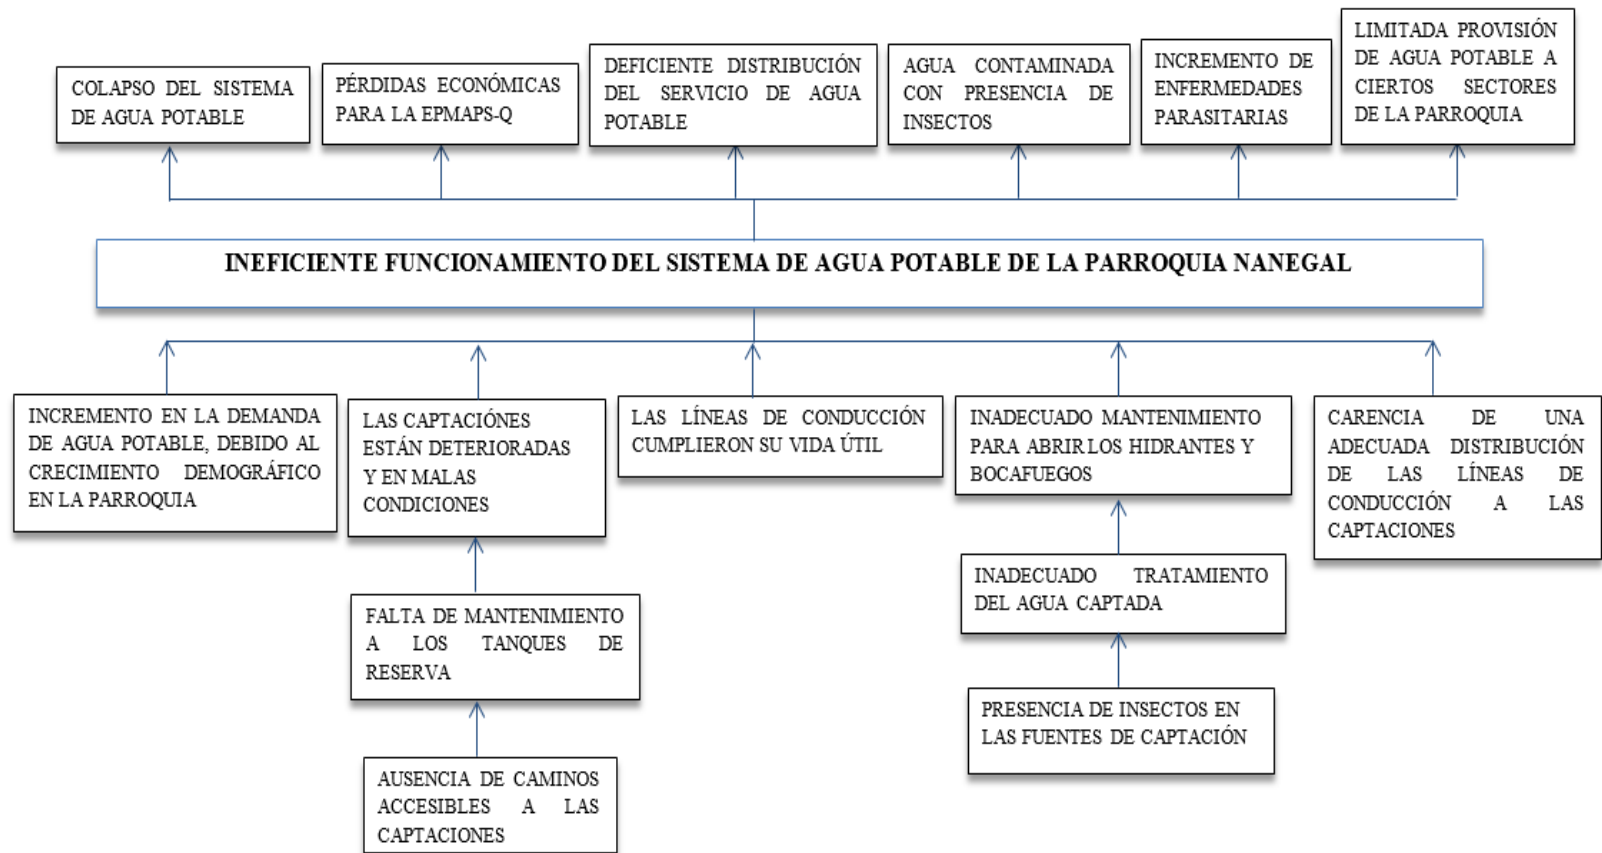 COLAPSO DEL SISTEMA
DE AGUA POTABLE
PÉRDIDAS ECONÓMICAS
PARA LA EPMAPS-Q
DEFICIENTE DISTRIBUCIÓN
DEL SERVICIO DE AGUA
POTABLE
AGUA CONTAMINADA
CON PRESENCIA DE
INSECTOS
INCREMENTO DE
ENFERMEDADES
PARASITARIAS
LIMITADA PROVISIÓN
DE AGUA POTABLE A
CIERTOS SECTORES
DE LA PARROQUIA
INEFICIENTE FUNCIONAMIENTO DEL SISTEMA DE AGUA POTABLE DE LA PARROQUIA NANEGAL
INCREMENTO EN LA DEMANDA
DE AGUA POTABLE, DEBIDO AL
CRECIMIENTO DEMOGRÁFICO
EN LA PARROQUIA
LAS CAPTACIÓNES
ESTÁN DETERIORADAS
Y EN MALAS
CONDICIONES
LAS LÍNEAS DE CONDUCCIÓN
CUMPLIERON SU VIDA ÚTIL
INADECUADO MANTENIMIENTO
PARA ABRIR LOS HIDRANTES Y
BOCAFUEGOS
CARENCIA DE UNA
ADECUADA DISTRIBUCIÓN
DE LAS LÍNEAS DE
CONDUCCIÓN A LAS
CAPTACIONES
FALTA DE MANTENIMIENTO
A LOS TANQUES DE
RESERVA
INADECUADO TRATAMIENTO
DEL AGUA CAPTADA
AUSENCIA DE CAMINOS
ACCESIBLES A LAS
CAPTACIONES
PRESENCIA DE INSECTOS EN
LAS FUENTES DE CAPTACIÓN